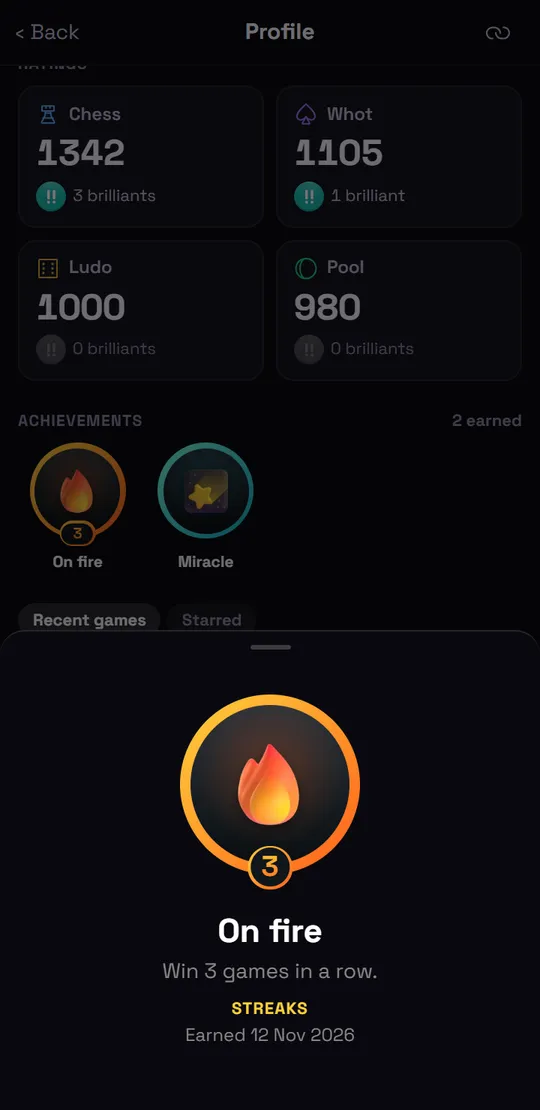 < Back
Profile
RATINGS
Chess
Whot
1342
1105
!! 3 brilliants
!! 1 brilliant
Ludo
Pool
1000
980
!! 0 brilliants
!! 0 brilliants
ACHIEVEMENTS
2 earned
3
On fire
Miracle
Recent games
Starred
3
On fire
Win 3 games in a row.
STREAKS
Earned 12 Nov 2026